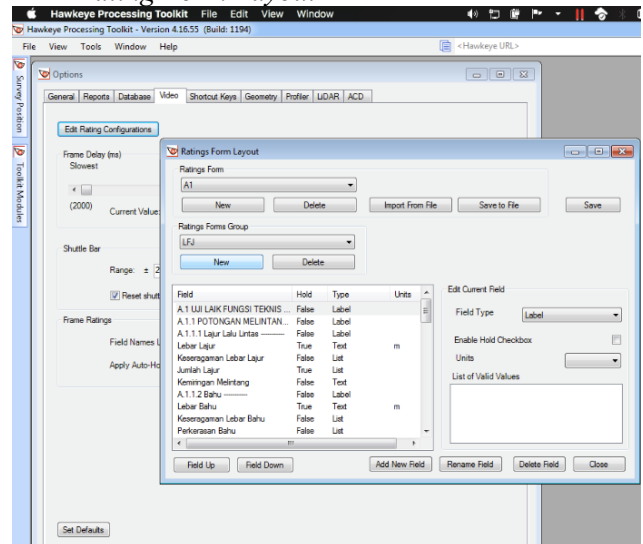 Hawkeye Processing Toolkit File Edit View Window
Hawkeye Processing Toolkit - Version 4.16.55 (Build: 1194)
File View Tools Window Help
<Hawkeye URL>
Survey Position
Toolkit Modules
Options
General Reports Database Video Shortcut Keys Geometry Profiler LiDAR ACD
Edit Rating Configurations
Frame Delay (ms)
Slowest
(2000) Current Value:
Shuttle Bar
Range: ± 2
Reset shutt
Frame Ratings
Field Names L
Apply Auto-Ho
Set Defaults
Ratings Form Layout
Ratings Form
A1
New Delete Import From File Save to File Save
Ratings Forms Group
LFJ
New Delete
Field Hold Type Units
A.1 UJI LAIK FUNGSI TEKNIS ... False Label
A.1.1 POTONGAN MELINTAN... False Label
A.1.1.1 Lajur Lalu Lintas ---------- False Label
Lebar Lajur True Text m
Keseragaman Lebar Lajur False List
Jumlah Lajur True List
Kemiringan Melintang False Text
A.1.1.2 Bahu ---------- False Label
Lebar Bahu True Text m
Keseragaman Lebar Bahu False List
Perkerasan Bahu False List
Field Up Field Down Add New Field Rename Field Delete Field Close
Edit Current Field
Field Type Label
Enable Hold Checkbox
Units
List of Valid Values